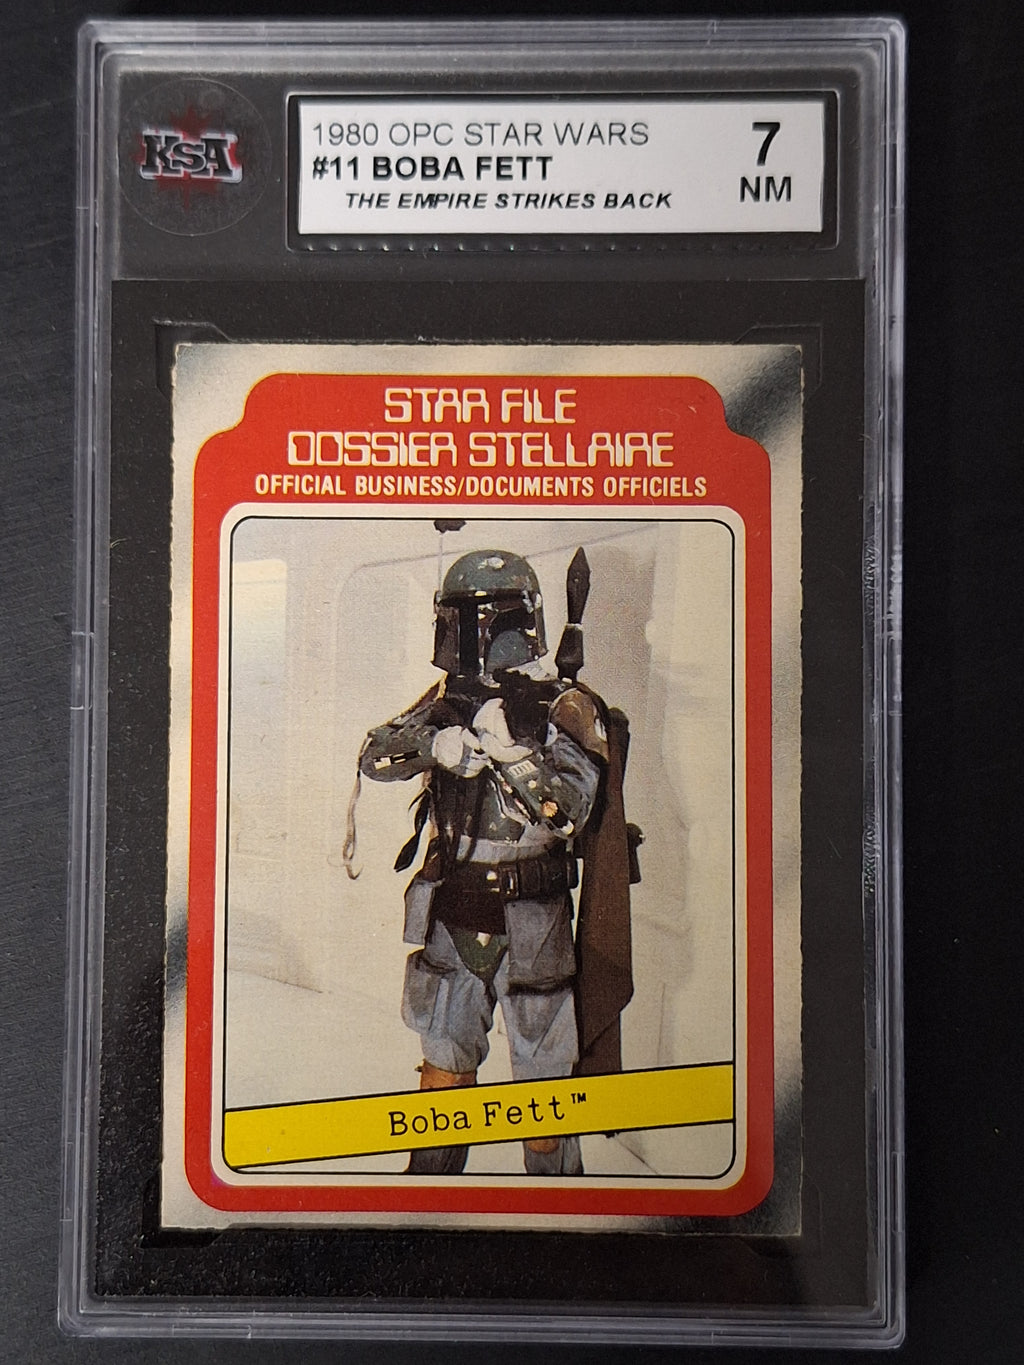 KSA
1980 OPC STAR WARS
#11 BOBA FETT
THE EMPIRE STRIKES BACK
7
NM
STAR FILE
DOSSIER STELLAIRE
OFFICIAL BUSINESS/DOCUMENTS OFFICIELS
Boba Fett™